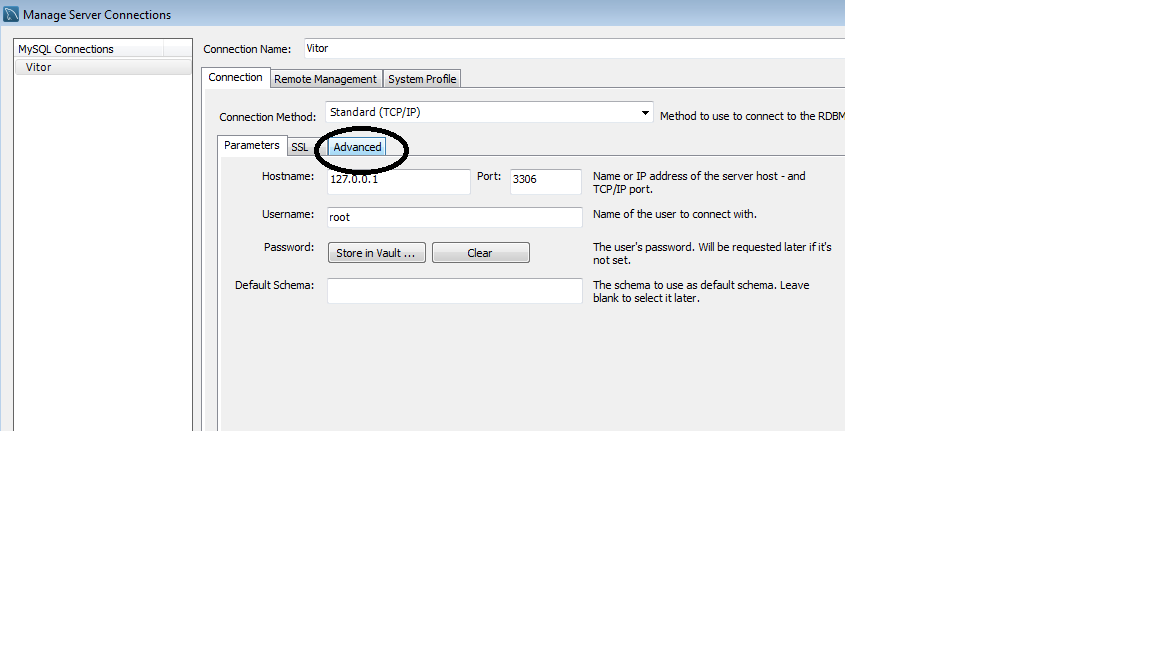 Manage Server Connections
MySQL Connections
Vitor
Connection Name: Vitor
Connection Remote Management System Profile
Connection Method: Standard (TCP/IP) Method to use to connect to the RDBM
Parameters SSL Advanced
Hostname: 127.0.0.1 Port: 3306 Name or IP address of the server host - and
TCP/IP port.
Username: root Name of the user to connect with.
Password: Store in Vault ... Clear The user's password. Will be requested later if it's
not set.
Default Schema: The schema to use as default schema. Leave
blank to select it later.